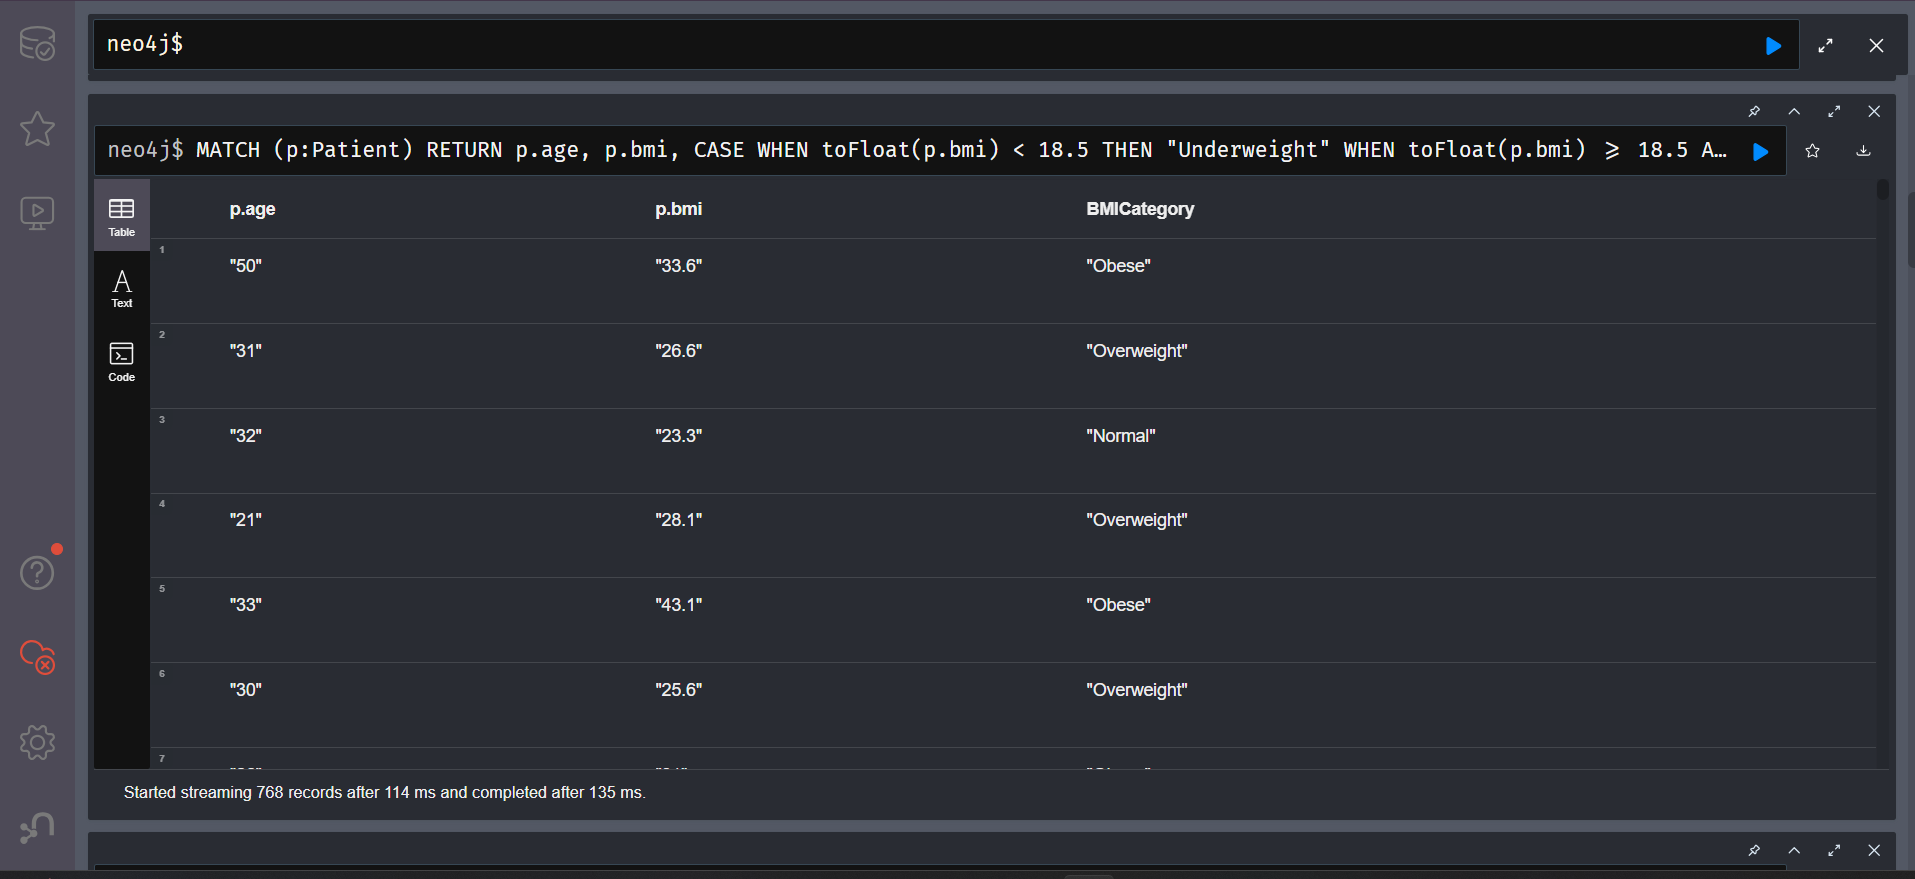 neo4j$
neo4j$ MATCH (p:Patient) RETURN p.age, p.bmi, CASE WHEN toFloat(p.bmi) < 18.5 THEN "Underweight" WHEN toFloat(p.bmi) ≥ 18.5 A…
Table
Text
Code
p.age p.bmi BMICategory
1 "50" "33.6" "Obese"
2 "31" "26.6" "Overweight"
3 "32" "23.3" "Normal"
4 "21" "28.1" "Overweight"
5 "33" "43.1" "Obese"
6 "30" "25.6" "Overweight"
7
Started streaming 768 records after 114 ms and completed after 135 ms.